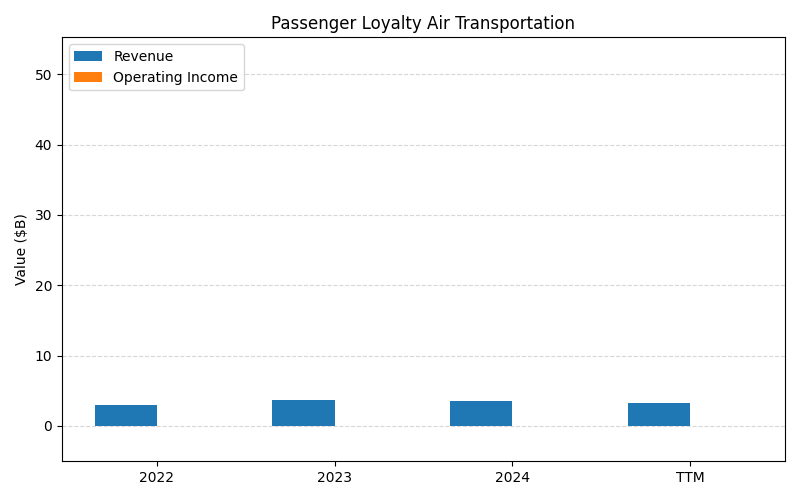 Passenger Loyalty Air Transportation
Revenue
Operating Income
Value ($B)
50
40
30
20
10
0
2022 2023 2024 TTM